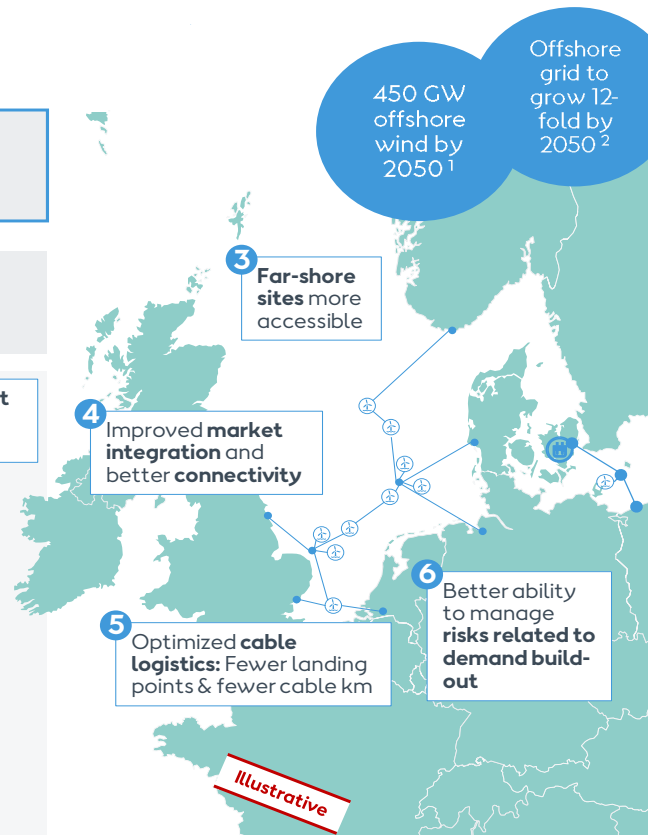 450 GW
offshore
wind by
2050 1
Offshore
grid to
grow 12-
fold by
2050 2
3
Far-shore
sites more
accessible
t
4
Improved market
integration and
better connectivity
5
Optimized cable
logistics: Fewer landing
points & fewer cable km
6
Better ability
to manage
risks related to
demand build-
out
Illustrative